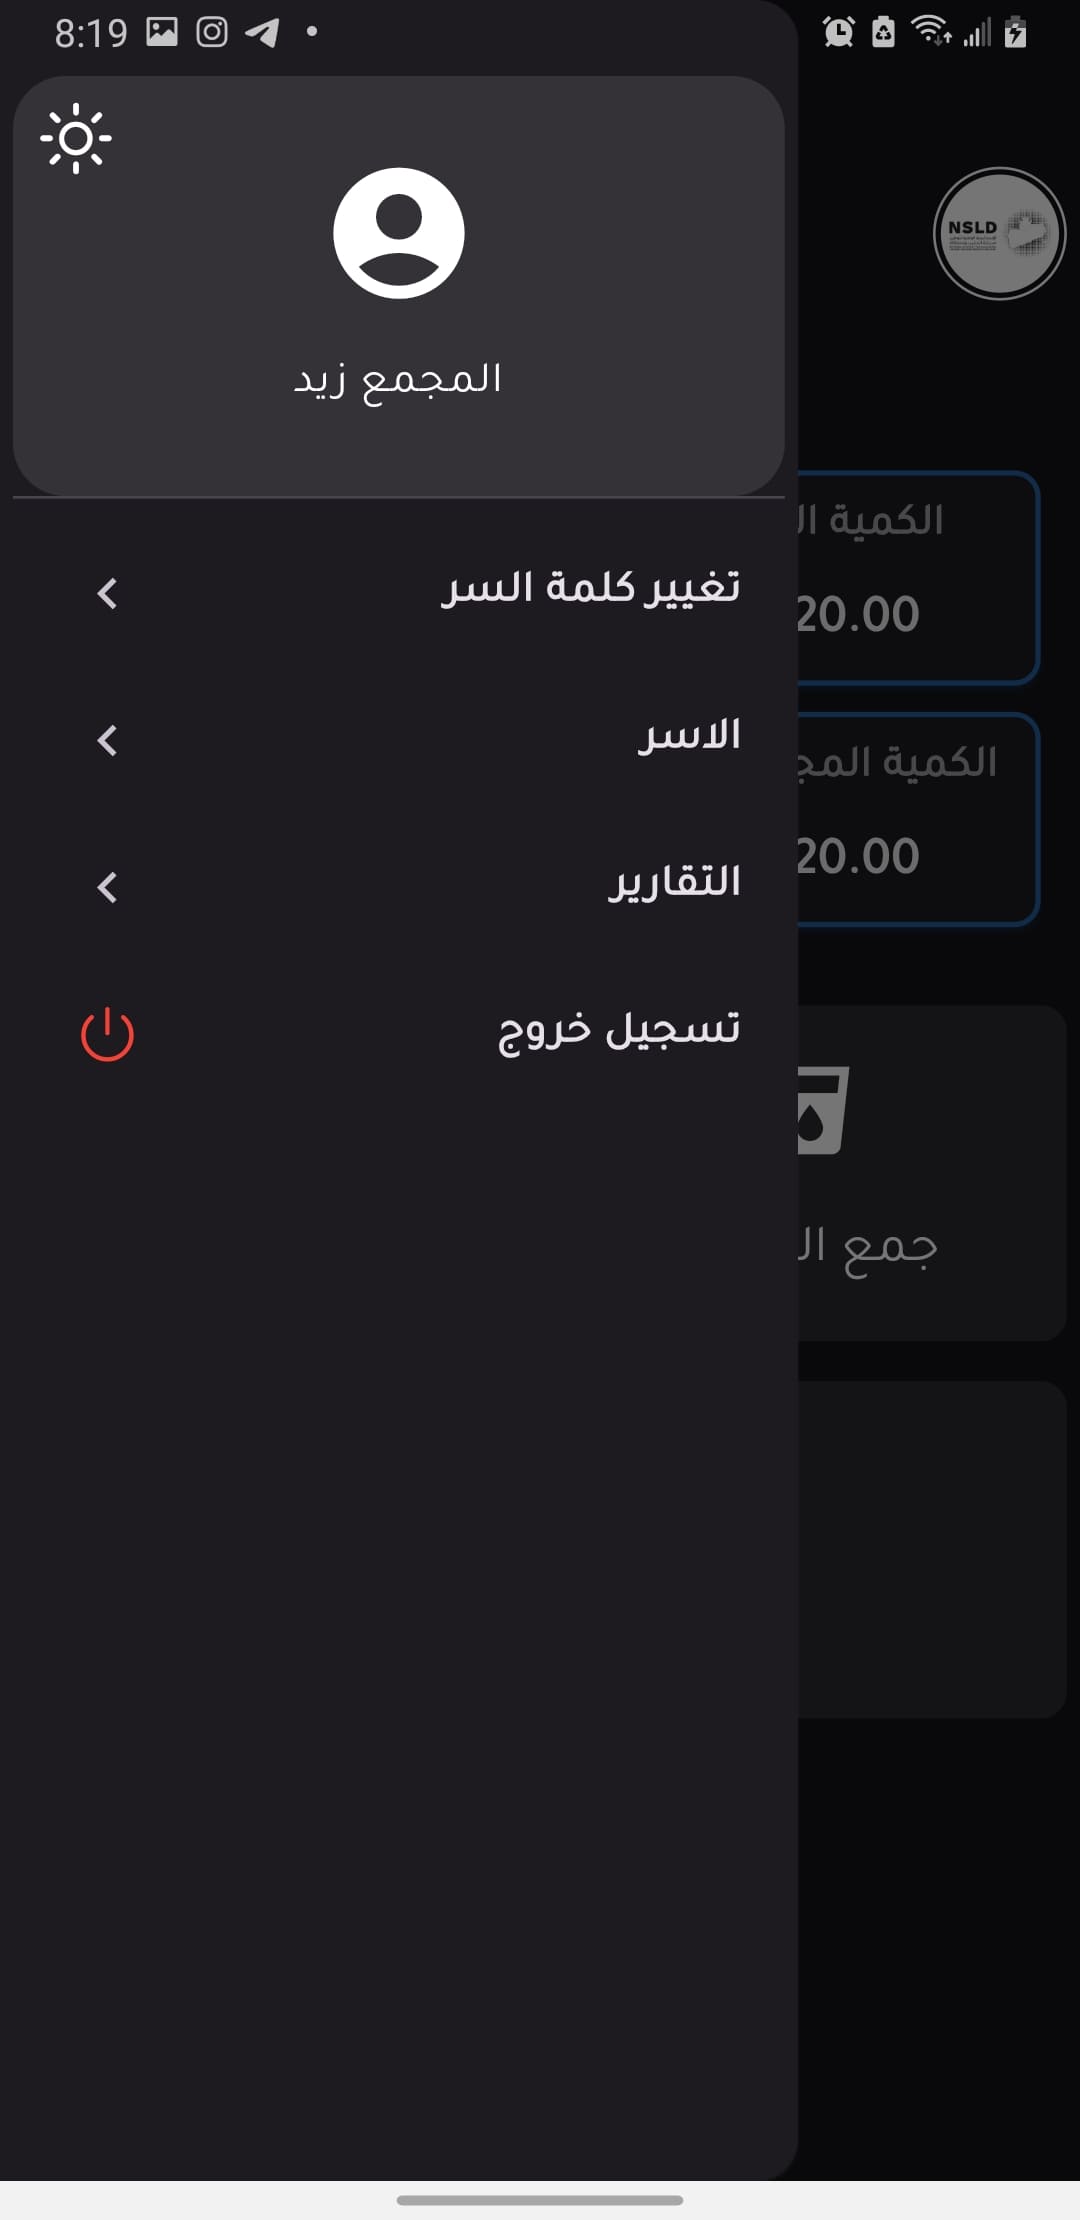 8:19
NSLD
المجمع زيد
الكمية ال
20.00
الكمية المج
20.00
تغيير كلمة السر
الاسر
التقارير
تسجيل خروج
جمع ال